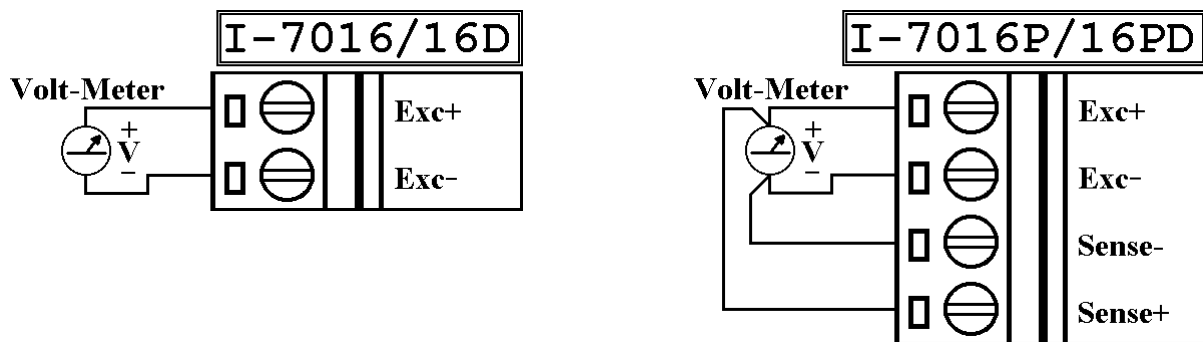 I-7016/16D
Volt-Meter
+
V
−
Exc+
Exc-
I-7016P/16PD
Volt-Meter
+
V
−
Exc+
Exc-
Sense-
Sense+